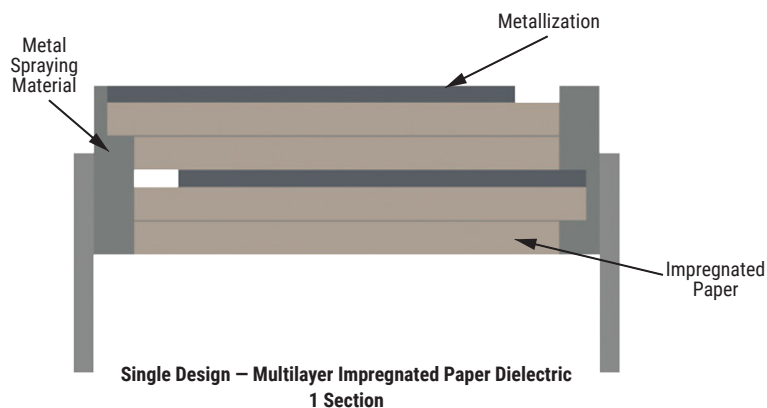 Metallization
Metal
Spraying
Material
Impregnated
Paper
Single Design — Multilayer Impregnated Paper Dielectric
1 Section